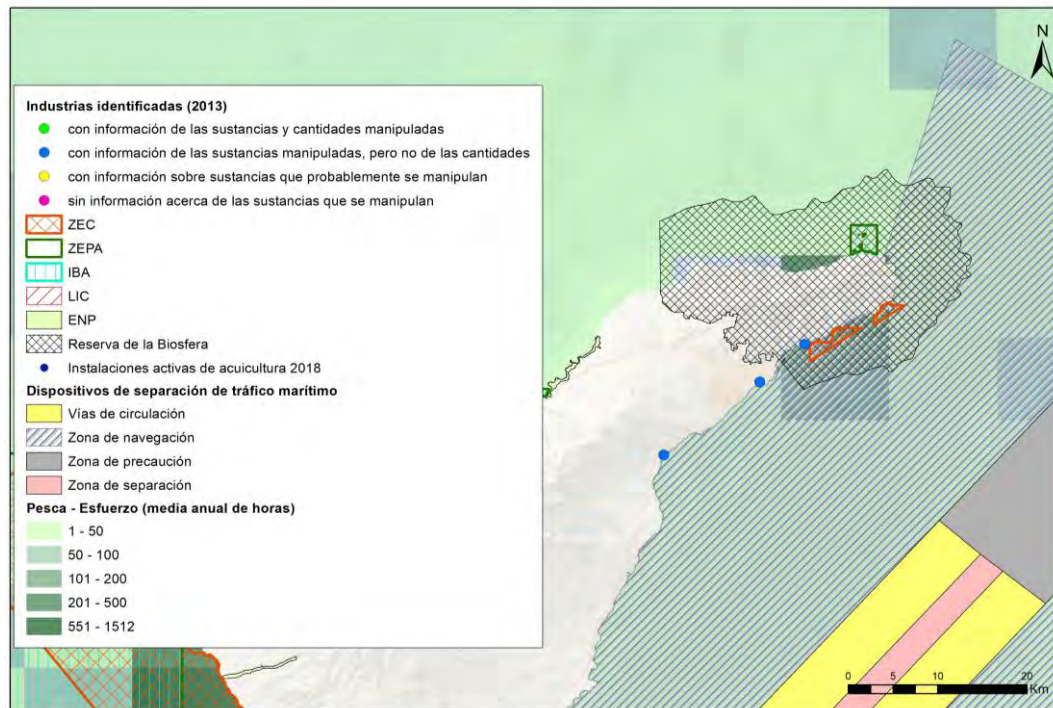 N
Industrias identificadas (2013)
con información de las sustancias y cantidades manipuladas
con información de las sustancias manipuladas, pero no de las cantidades
con información sobre sustancias que probablemente se manipulan
sin información acerca de las sustancias que se manipulan
ZEC
ZEPA
IBA
LIC
ENP
Reserva de la Biosfera
Instalaciones activas de acuicultura 2018
Dispositivos de separación de tráfico marítimo
Vías de circulación
Zona de navegación
Zona de precaución
Zona de separación
Pesca - Esfuerzo (media anual de horas)
1 - 50
50 - 100
101 - 200
201 - 500
551 - 1512
0 5 10 20
Km